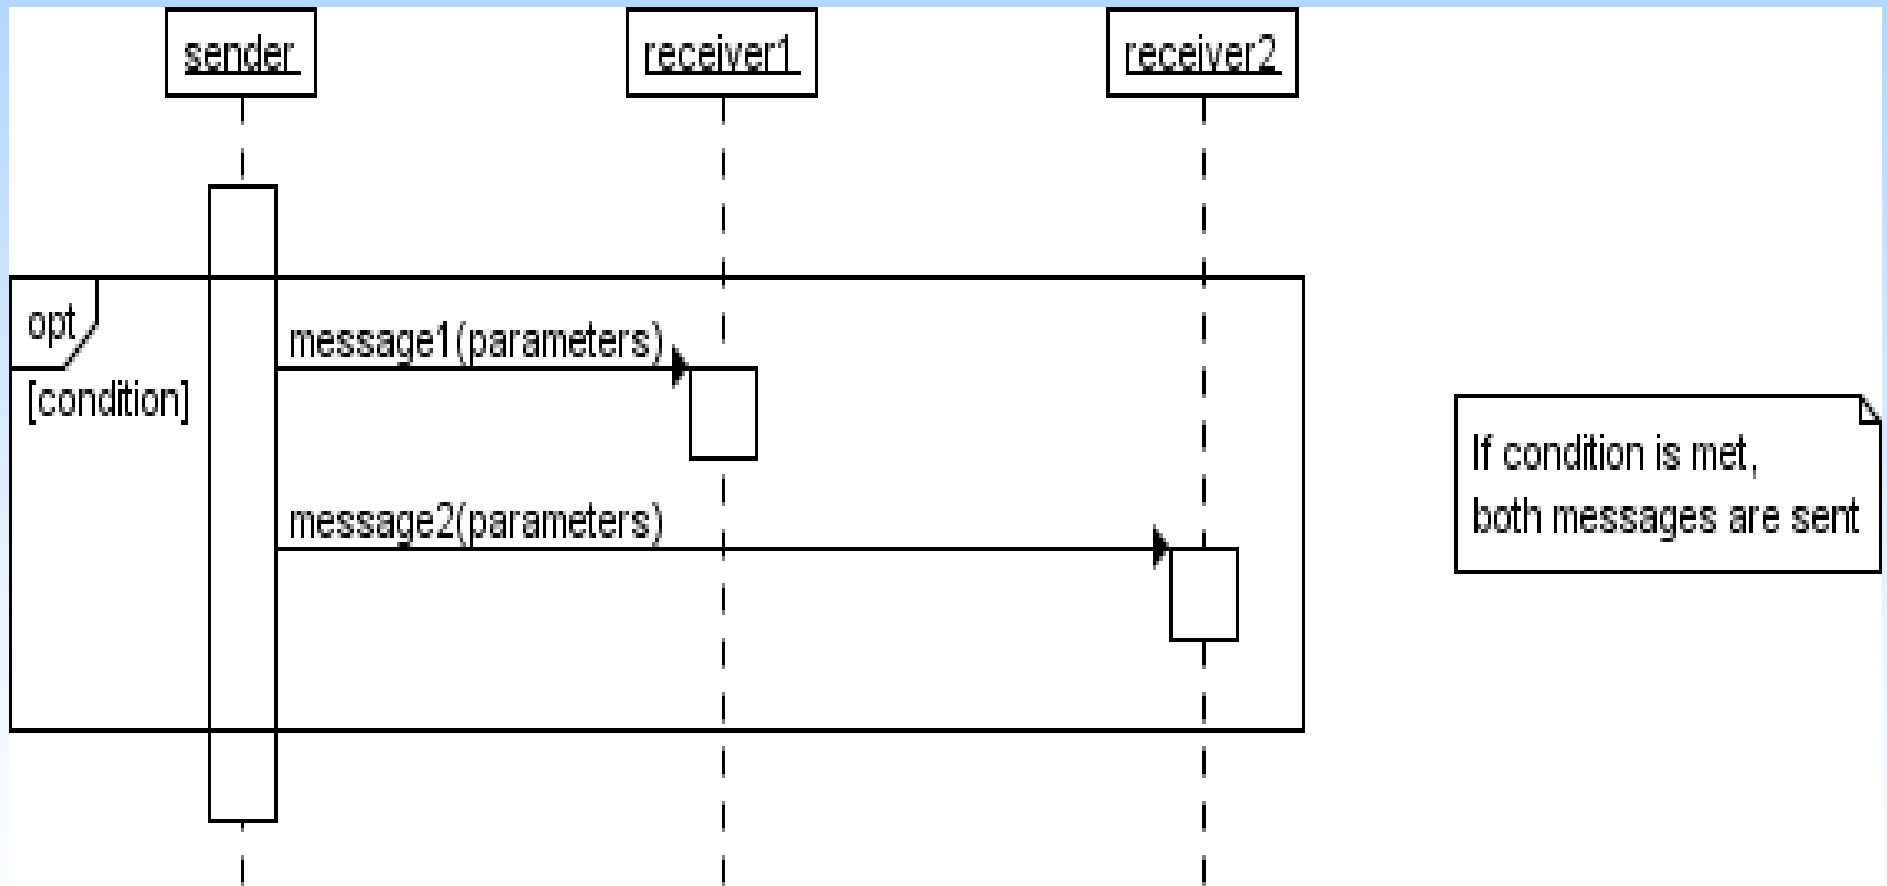 sender
receiver1
receiver2
opt
message1(parameters)
[condition]
If condition is met,
both messages are sent
message2(parameters)